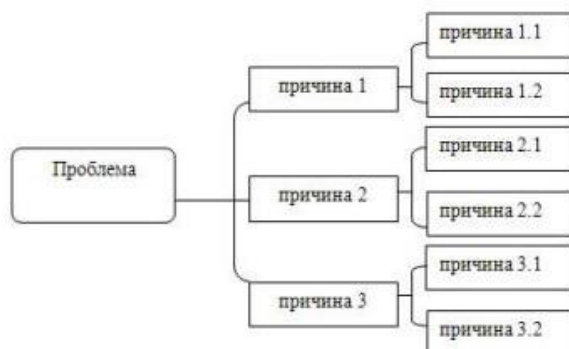 Проблема
причина 1
причина 1.1
причина 1.2
причина 2
причина 2.1
причина 2.2
причина 3
причина 3.1
причина 3.2